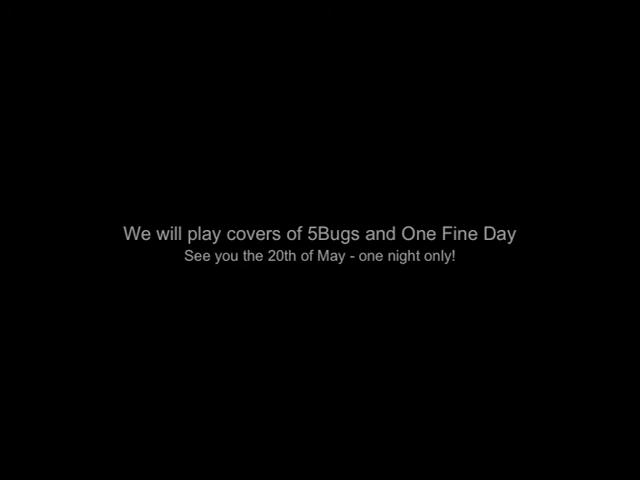 We will play covers of 5Bugs and One Fine Day
See you the 20th of May - one night only!